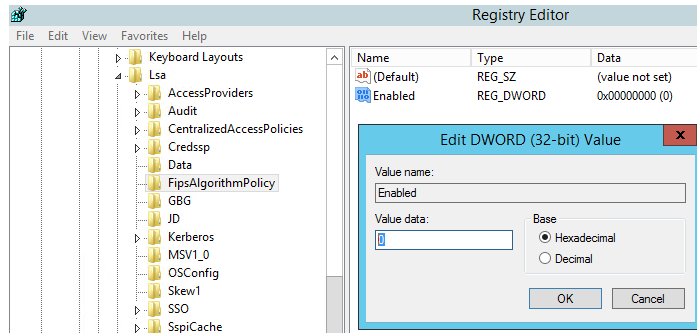 Registry Editor
File Edit View Favorites Help
Keyboard Layouts
Lsa
AccessProviders
Audit
CentralizedAccessPolicies
Credssp
Data
FipsAlgorithmPolicy
GBG
JD
Kerberos
MSV1_0
OSConfig
Skew1
SSO
SspiCache
Name Type Data
(Default) REG_SZ (value not set)
Enabled REG_DWORD 0x00000000 (0)
Edit DWORD (32-bit) Value
Value name:
Enabled
Value data:
0
Base
Hexadecimal
Decimal
OK Cancel